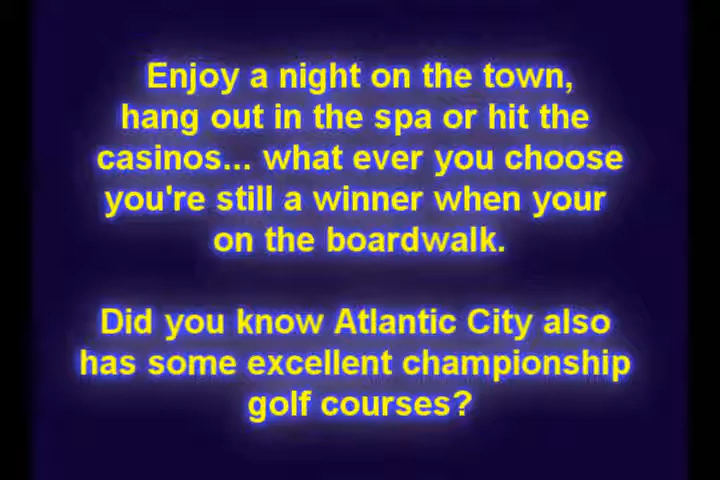 Enjoy a night on the town,
hang out in the spa or hit the
casinos... what ever you choose
you're still a winner when your
on the boardwalk.
Did you know Atlantic City also
has some excellent championship
golf courses?